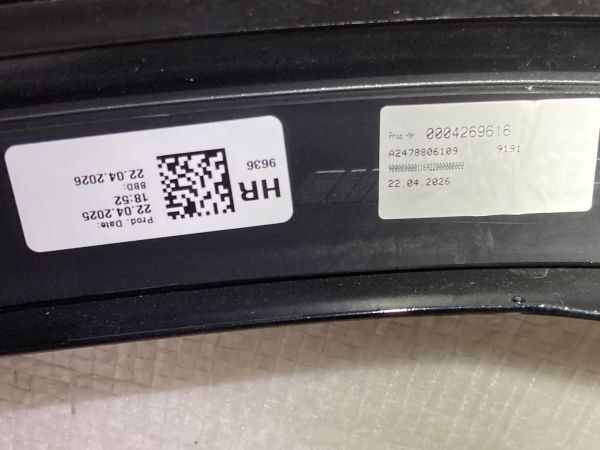 HR
9636
Prod. Date:
22.04.2025
18:52
BBD:
22.04.2026
Prod.-Nr. 0004269616
A2478806109 9191
22.04.2026